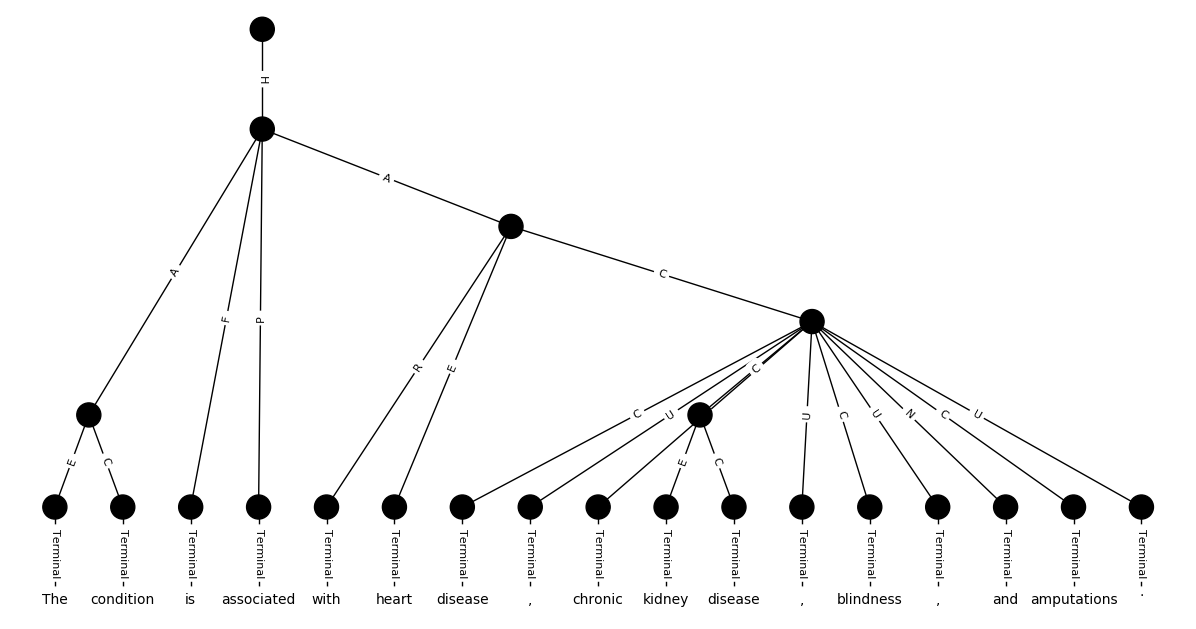 H
A
A
F
P
C
R
E
C
C
U
U
C
U
N
C
U
E
C
E
C
Terminal Terminal Terminal Terminal Terminal Terminal Terminal Terminal Terminal Terminal Terminal Terminal Terminal Terminal Terminal Terminal Terminal
The condition is associated with heart disease , chronic kidney disease , blindness , and amputations .